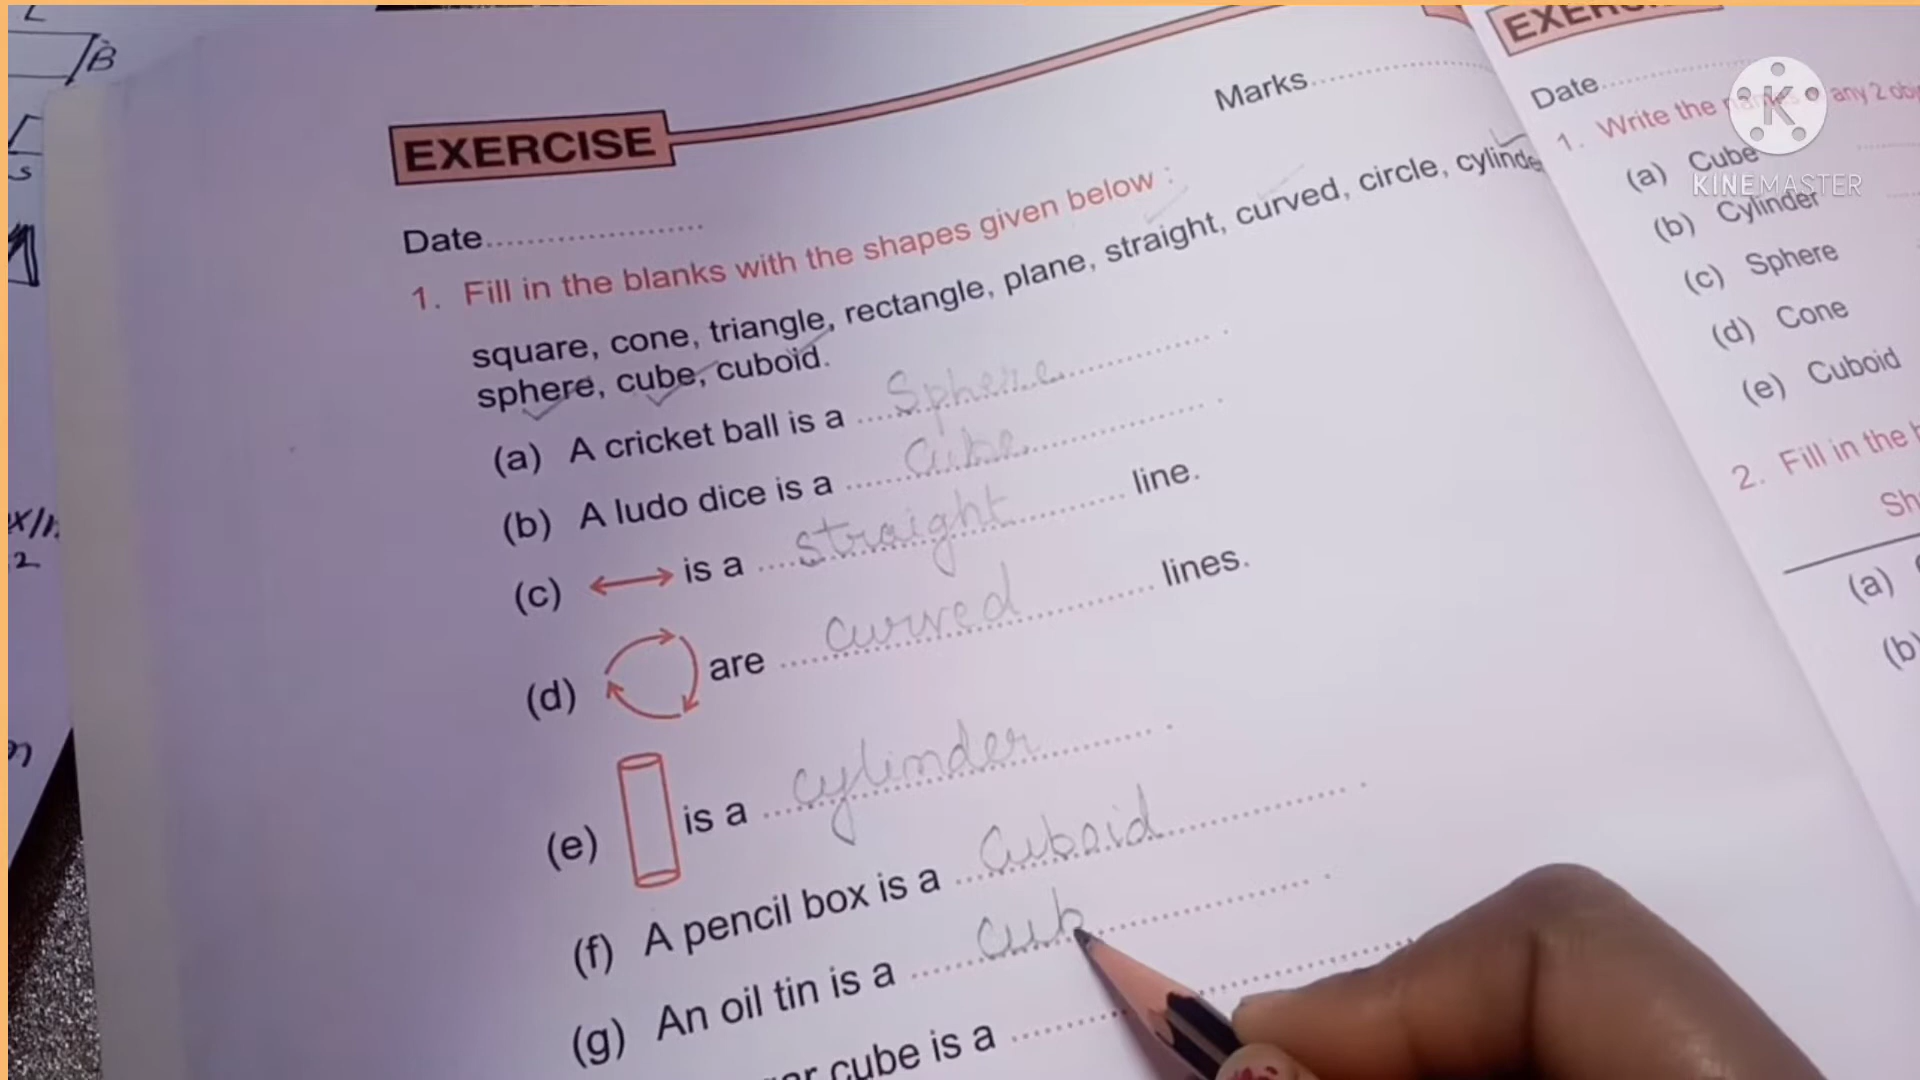 L
B
EXERCISE
Marks
Date
1. Fill in the blanks with the shapes given below :
square, cone, triangle, rectangle, plane, straight, curved, circle, cylinde
sphere, cube, cuboid.
(a) A cricket ball is a Sphere.
(b) A ludo dice is a Cube.
(c) is a straight line.
(d) are curved lines.
(e) is a cylinder.
(f) A pencil box is a Cuboid.
(g) An oil tin is a Cub.
cube is a
s
2
EXER
Date
1. Write the any 2
(a) Cube
(b) Cylinder
(c) Sphere
(d) Cone
(e) Cuboid
2. Fill in the
Sh
(a)
(b)
K
KINEMASTER